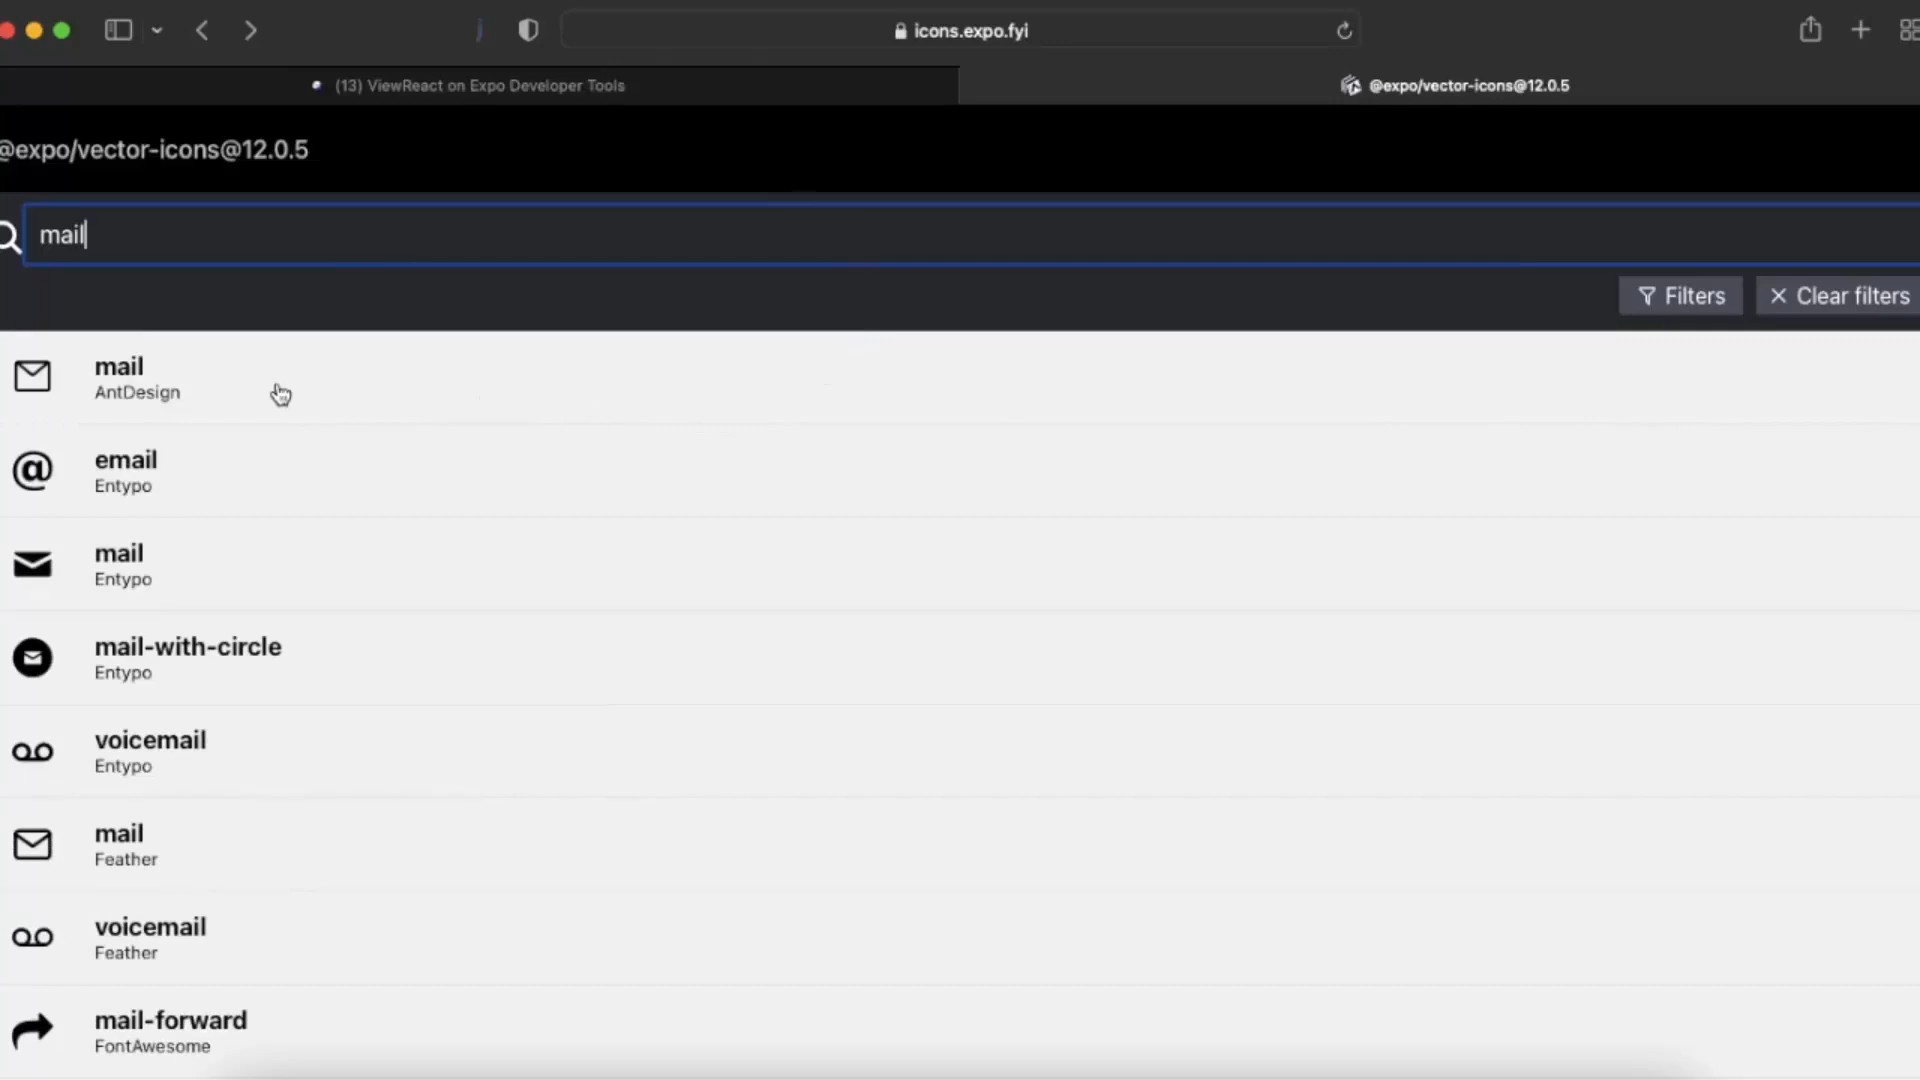 icons.expo.fyi
(13) ViewReact on Expo Developer Tools
@expo/vector-icons@12.0.5
@expo/vector-icons@12.0.5
mail
Filters
Clear filters
mail
AntDesign
email
Entypo
mail
Entypo
mail-with-circle
Entypo
voicemail
Entypo
mail
Feather
voicemail
Feather
mail-forward
FontAwesome